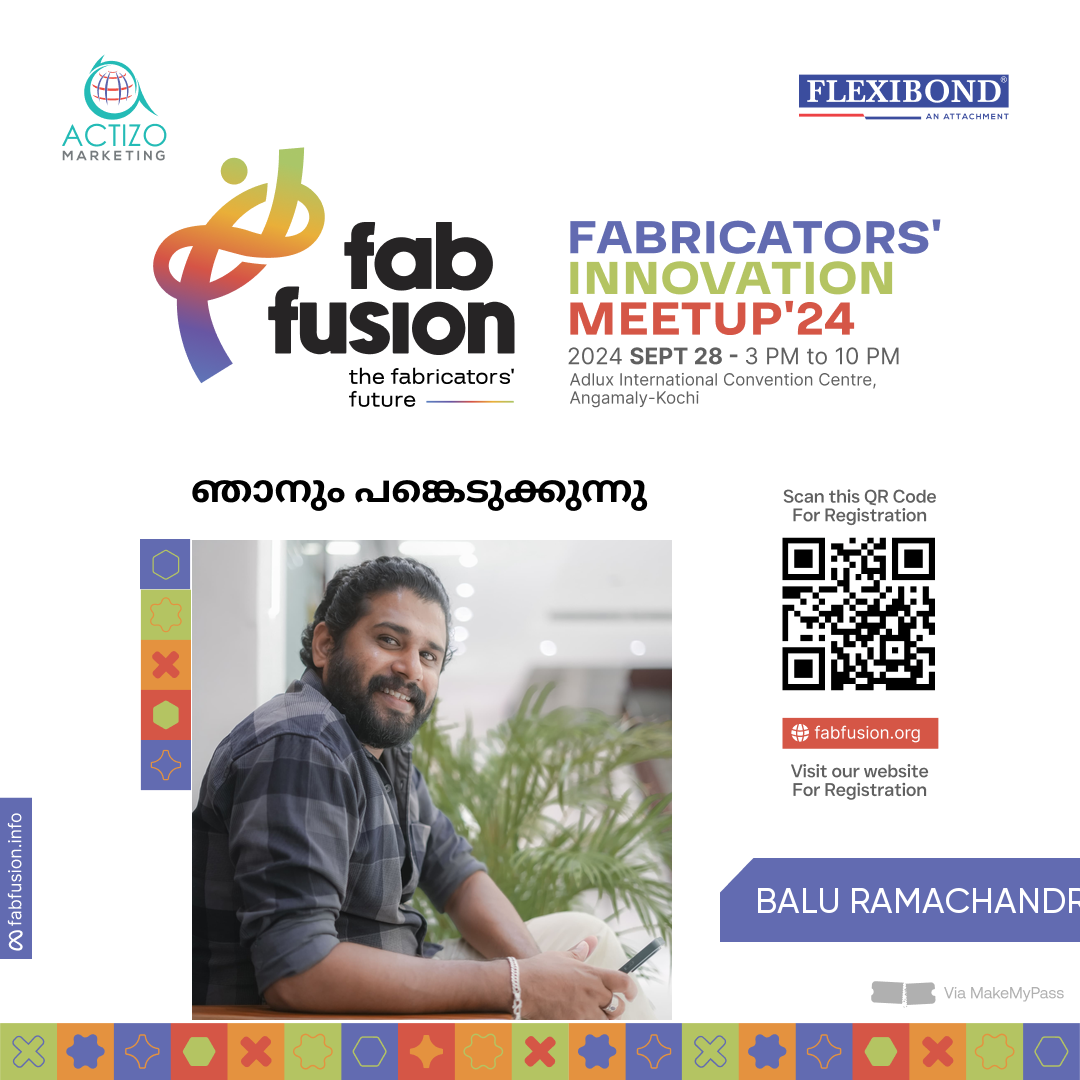 ACTIZO
MARKETING
FLEXIBOND®
AN ATTACHMENT
fab
fusion
the fabricators'
future
FABRICATORS'
INNOVATION
MEETUP'24
2024 SEPT 28 - 3 PM to 10 PM
Adlux International Convention Centre,
Angamaly-Kochi
ഞാനും പങ്കെടുക്കുന്നു
Scan this QR Code
For Registration
fabfusion.org
Visit our website
For Registration
fabfusion.info
BALU RAMACHANDR
Via MakeMyPass